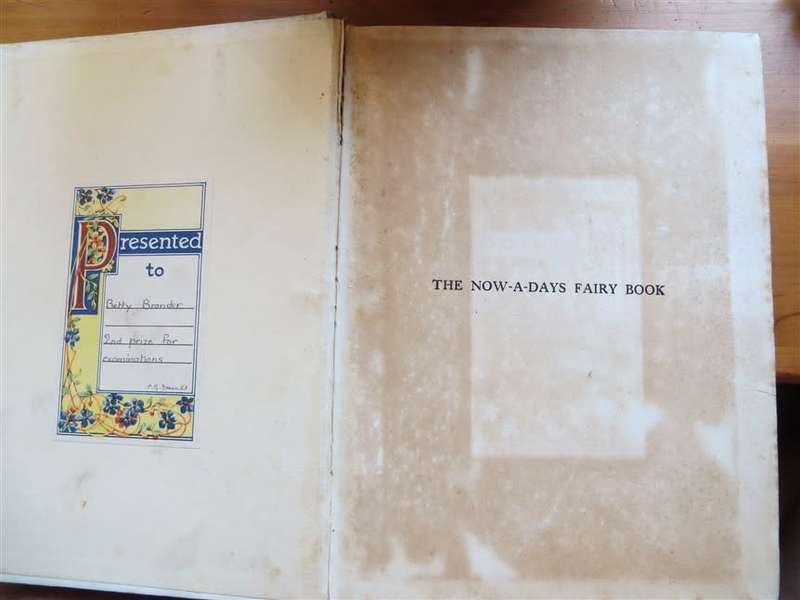 Presented
to
Betty Brander
2nd prize for
examinations
THE NOW-A-DAYS FAIRY BOOK